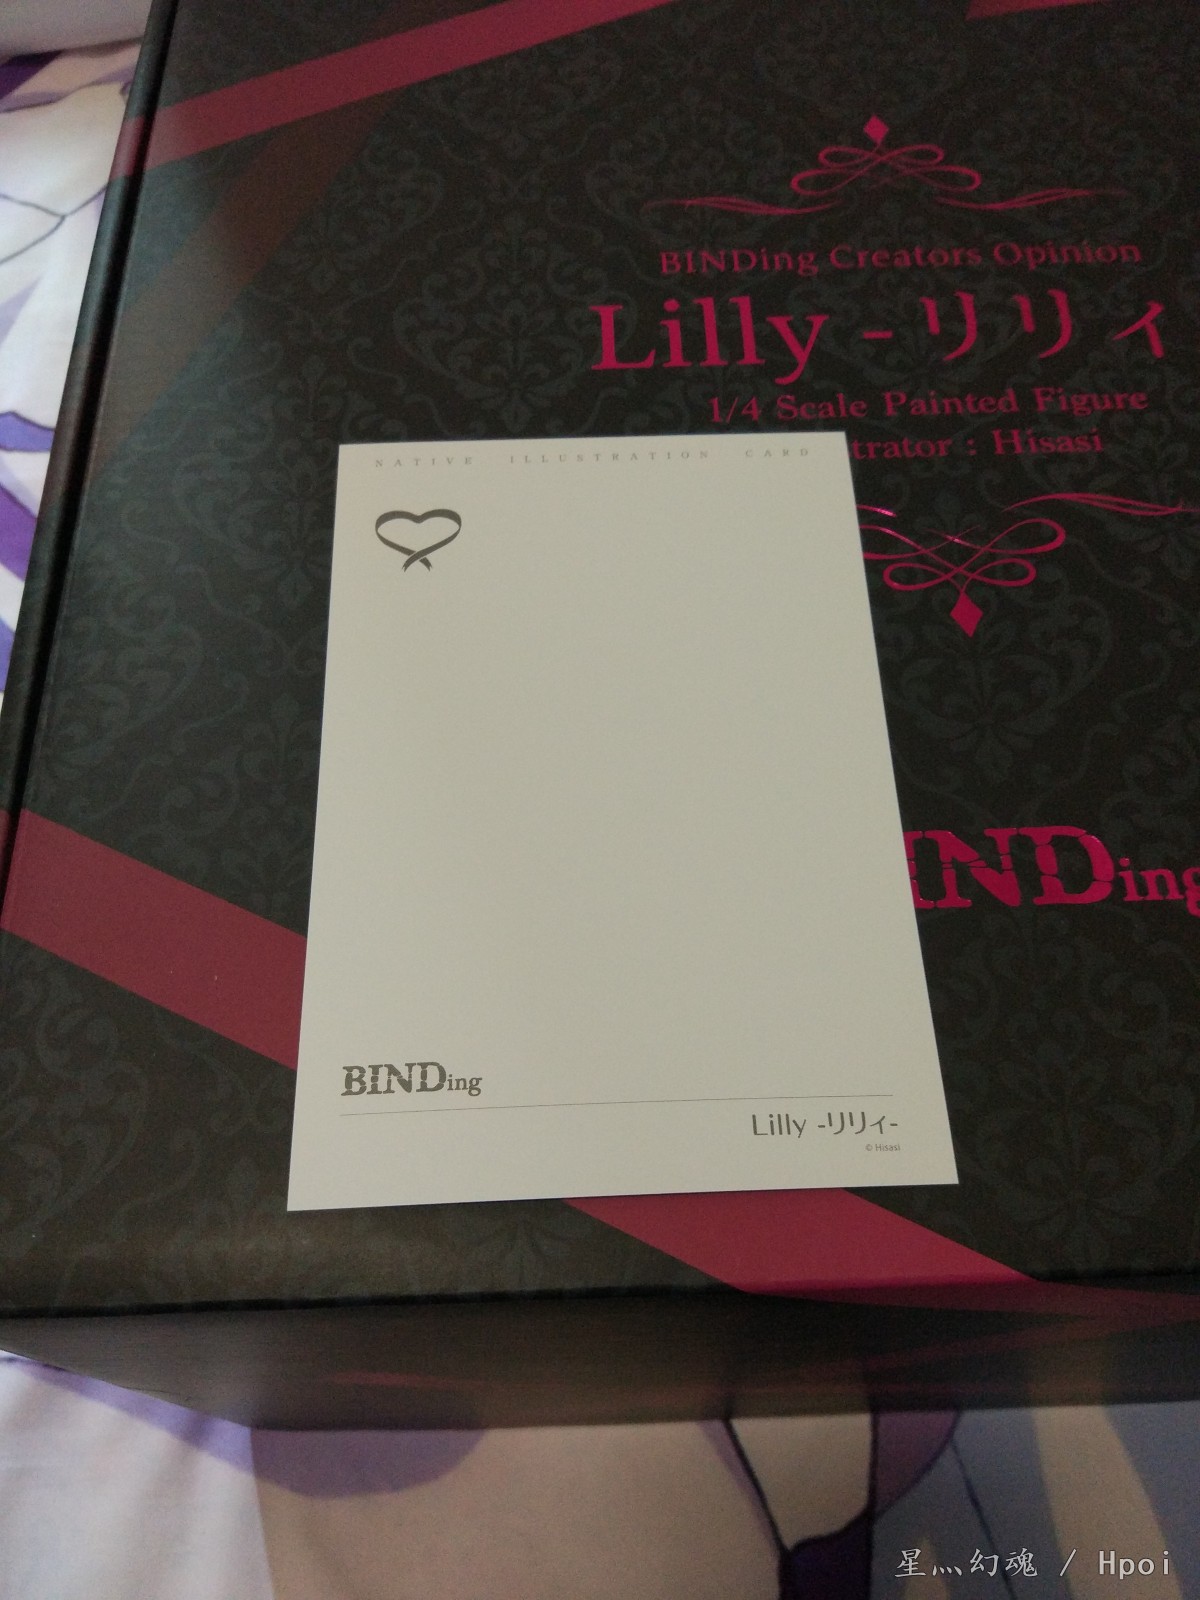 BINDing Creators Opinion
Lilly -リリィ
1/4 Scale Painted Figure
trator : Hisasi
NATIVE ILLUSTRATION CARD
INDing
BINDing
Lilly -リリィ-
© Hisasi
星灬幻魂 / Hpoi